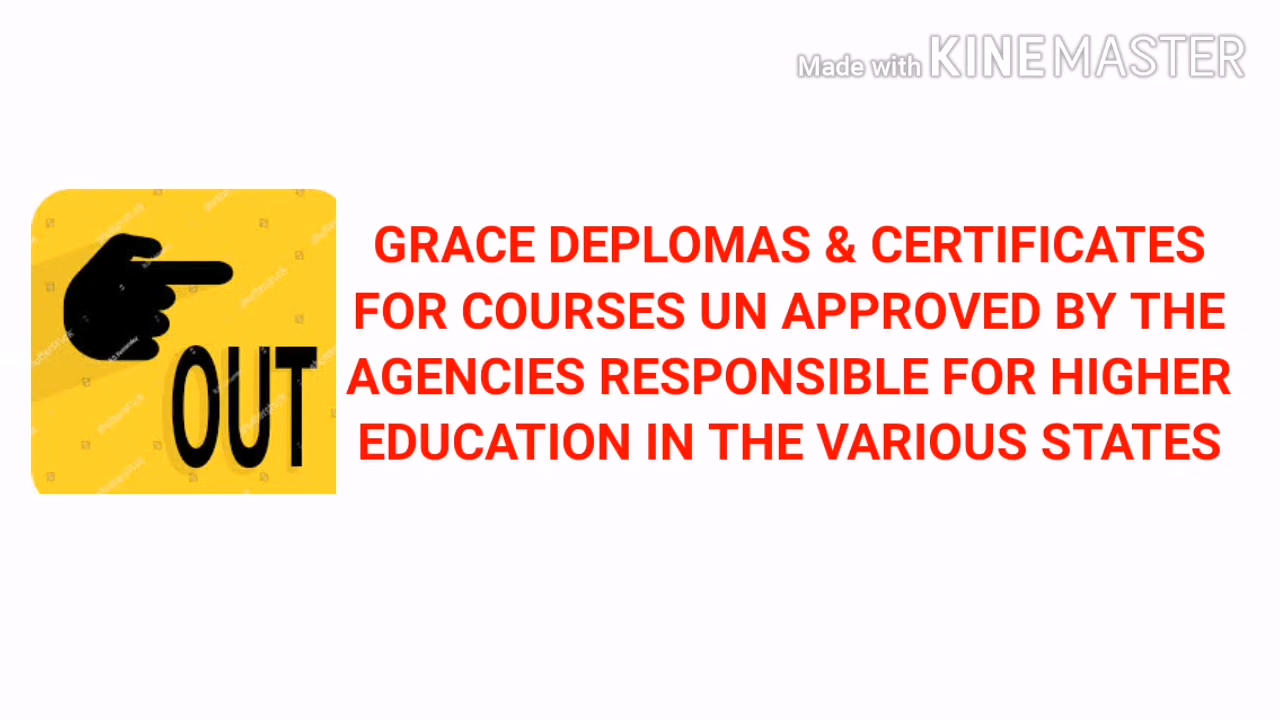 Made with KINEMASTER
OUT
GRACE DEPLOMAS & CERTIFICATES
FOR COURSES UN APPROVED BY THE
AGENCIES RESPONSIBLE FOR HIGHER
EDUCATION IN THE VARIOUS STATES